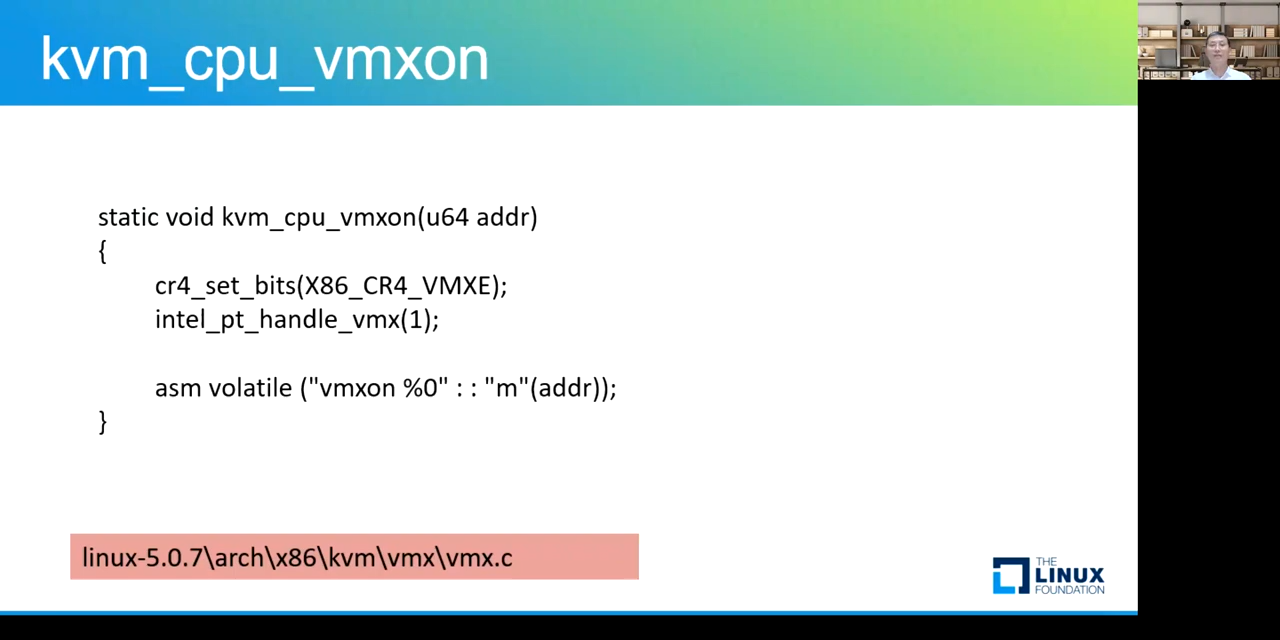 kvm_cpu_vmxon
static void kvm_cpu_vmxon(u64 addr)
{
cr4_set_bits(X86_CR4_VMXE);
intel_pt_handle_vmx(1);
asm volatile ("vmxon %0" : : "m"(addr));
}
linux-5.0.7\arch\x86\kvm\vmx\vmx.c
THE
LINUX
FOUNDATION